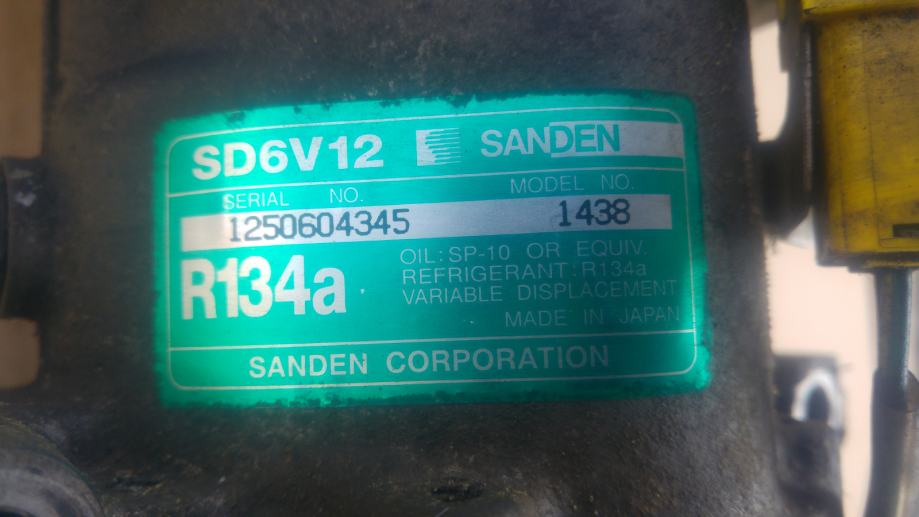 SD6V12 SANDEN
SERIAL NO. MODEL NO.
1250604345 1438
R134a
OIL:SP-10 OR EQUIV.
REFRIGERANT:R134a
VARIABLE DISPLACEMENT
MADE IN JAPAN
SANDEN CORPORATION